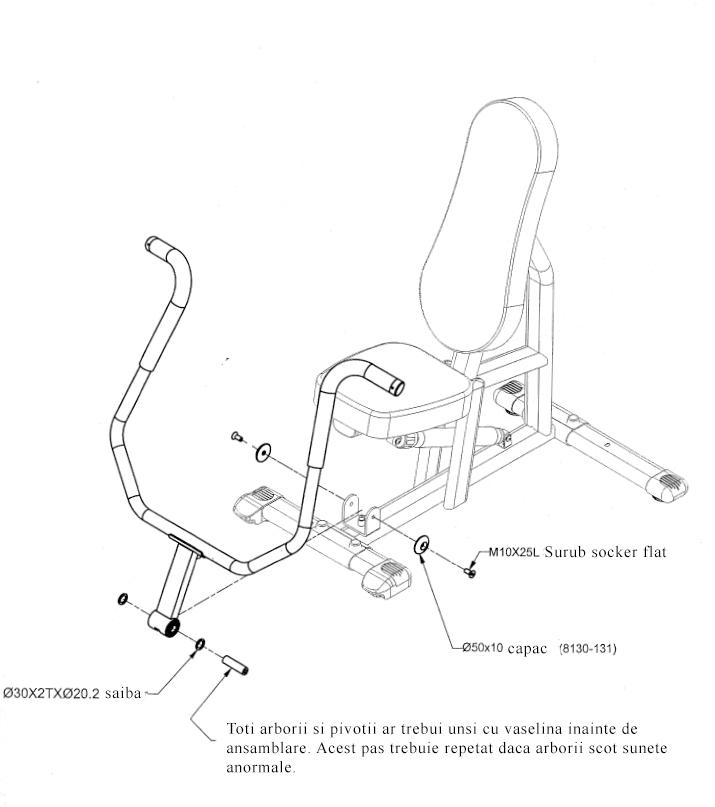 M10X25L Surub socker flat
Ø50x10 capac (8130-131)
Ø30X2TXØ20.2 saiba
Toti arborii si pivotii ar trebui unsi cu vaselina inainte de
ansamblare. Acest pas trebuie repetat daca arborii scot sunete
anormale.